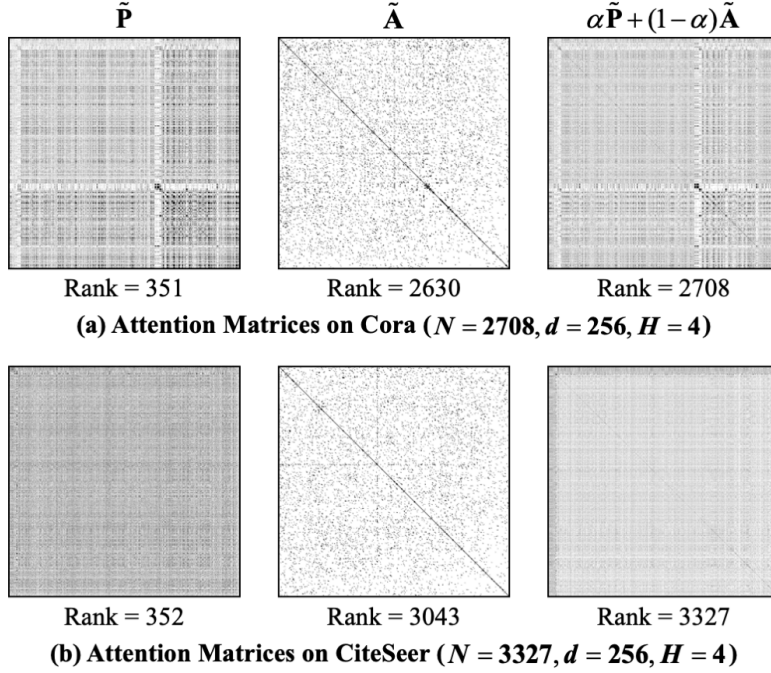 P̃ Ã αP̃ + (1−α)Ã
Rank = 351 Rank = 2630 Rank = 2708
(a) Attention Matrices on Cora (N = 2708, d = 256, H = 4)
Rank = 352 Rank = 3043 Rank = 3327
(b) Attention Matrices on CiteSeer (N = 3327, d = 256, H = 4)